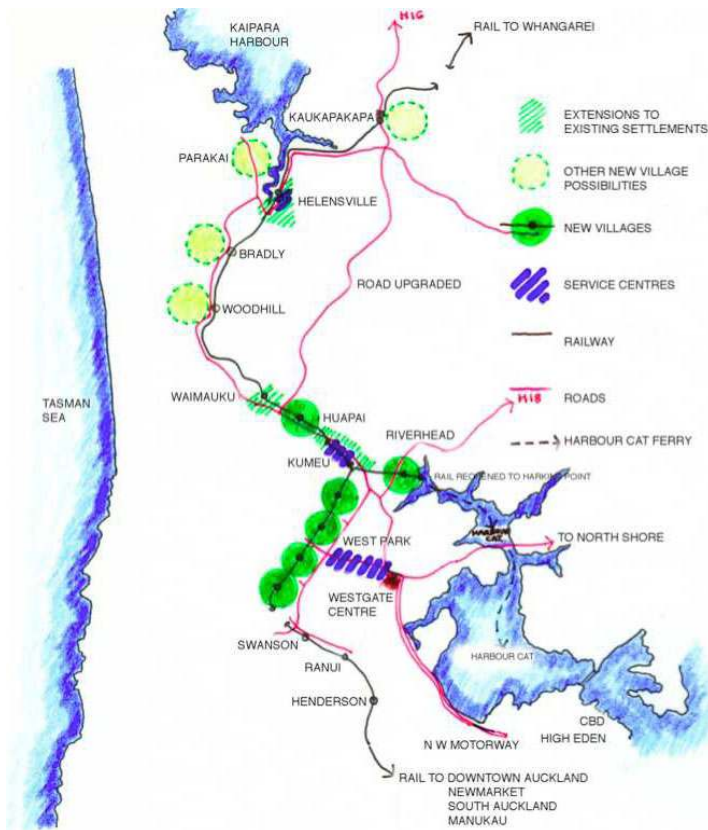 KAIPARA
HARBOUR
H16
RAIL TO WHANGAREI
KAUKAPAKAPA
EXTENSIONS TO
EXISTING SETTLEMENTS
PARAKAI
OTHER NEW VILLAGE
POSSIBILITIES
HELENSVILLE
NEW VILLAGES
BRADLY
ROAD UPGRADED
SERVICE CENTRES
WOODHILL
RAILWAY
TASMAN
SEA
WAIMAUKU
H18
ROADS
HUAPAI
RIVERHEAD
HARBOUR CAT FERRY
KUMEU
RAIL REOPENED TO HARKING POINT
HARBOUR
CAT
WEST PARK
TO NORTH SHORE
WESTGATE
CENTRE
SWANSON
HARBOUR CAT
RANUI
HENDERSON
CBD
HIGH EDEN
N W MOTORWAY
RAIL TO DOWNTOWN AUCKLAND
NEWMARKET
SOUTH AUCKLAND
MANUKAU